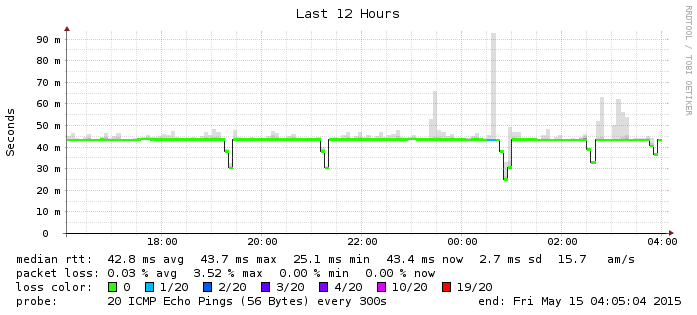 Last 12 Hours
RRDTOOL / TOBI OETIKER
Seconds
90 m
80 m
70 m
60 m
50 m
40 m
30 m
20 m
10 m
0
18:00 20:00 22:00 00:00 02:00 04:00
median rtt: 42.8 ms avg 43.7 ms max 25.1 ms min 43.4 ms now 2.7 ms sd 15.7 am/s
packet loss: 0.03 % avg 3.52 % max 0.00 % min 0.00 % now
loss color: 0 1/20 2/20 3/20 4/20 10/20 19/20
probe: 20 ICMP Echo Pings (56 Bytes) every 300s end: Fri May 15 04:05:04 2015